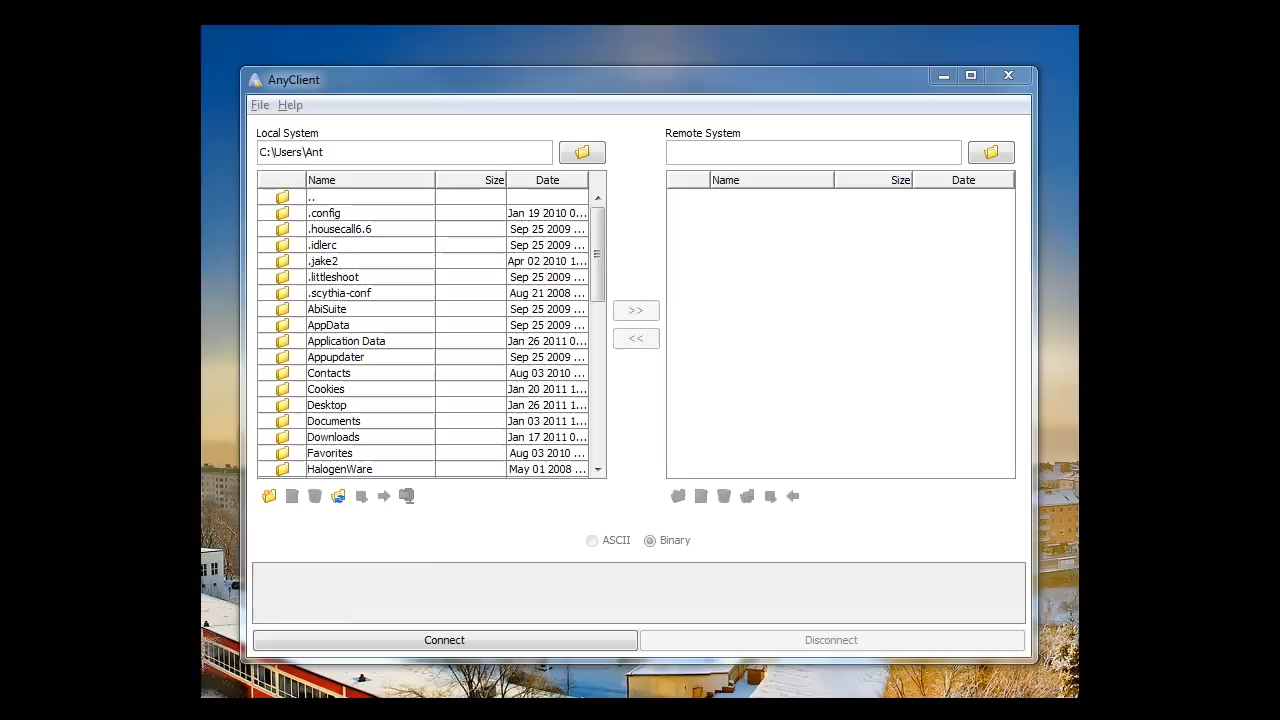 AnyClient
File Help
Local System
C:\Users\Ant
Name Size Date
..
.config Jan 19 2010 0...
.housecall6.6 Sep 25 2009 ...
.idlerc Sep 25 2009 ...
.jake2 Apr 02 2010 1...
.littleshoot Sep 25 2009 ...
.scythia-conf Aug 21 2008 ...
AbiSuite Sep 25 2009 ...
AppData Sep 25 2009 ...
Application Data Jan 26 2011 0...
Appupdater Sep 25 2009 ...
Contacts Aug 03 2010 ...
Cookies Jan 20 2011 1...
Desktop Jan 26 2011 1...
Documents Jan 03 2011 1...
Downloads Jan 17 2011 0...
Favorites Aug 03 2010 ...
HalogenWare May 01 2008 ...
>>
<<
Remote System
Name Size Date
ASCII Binary
Connect Disconnect